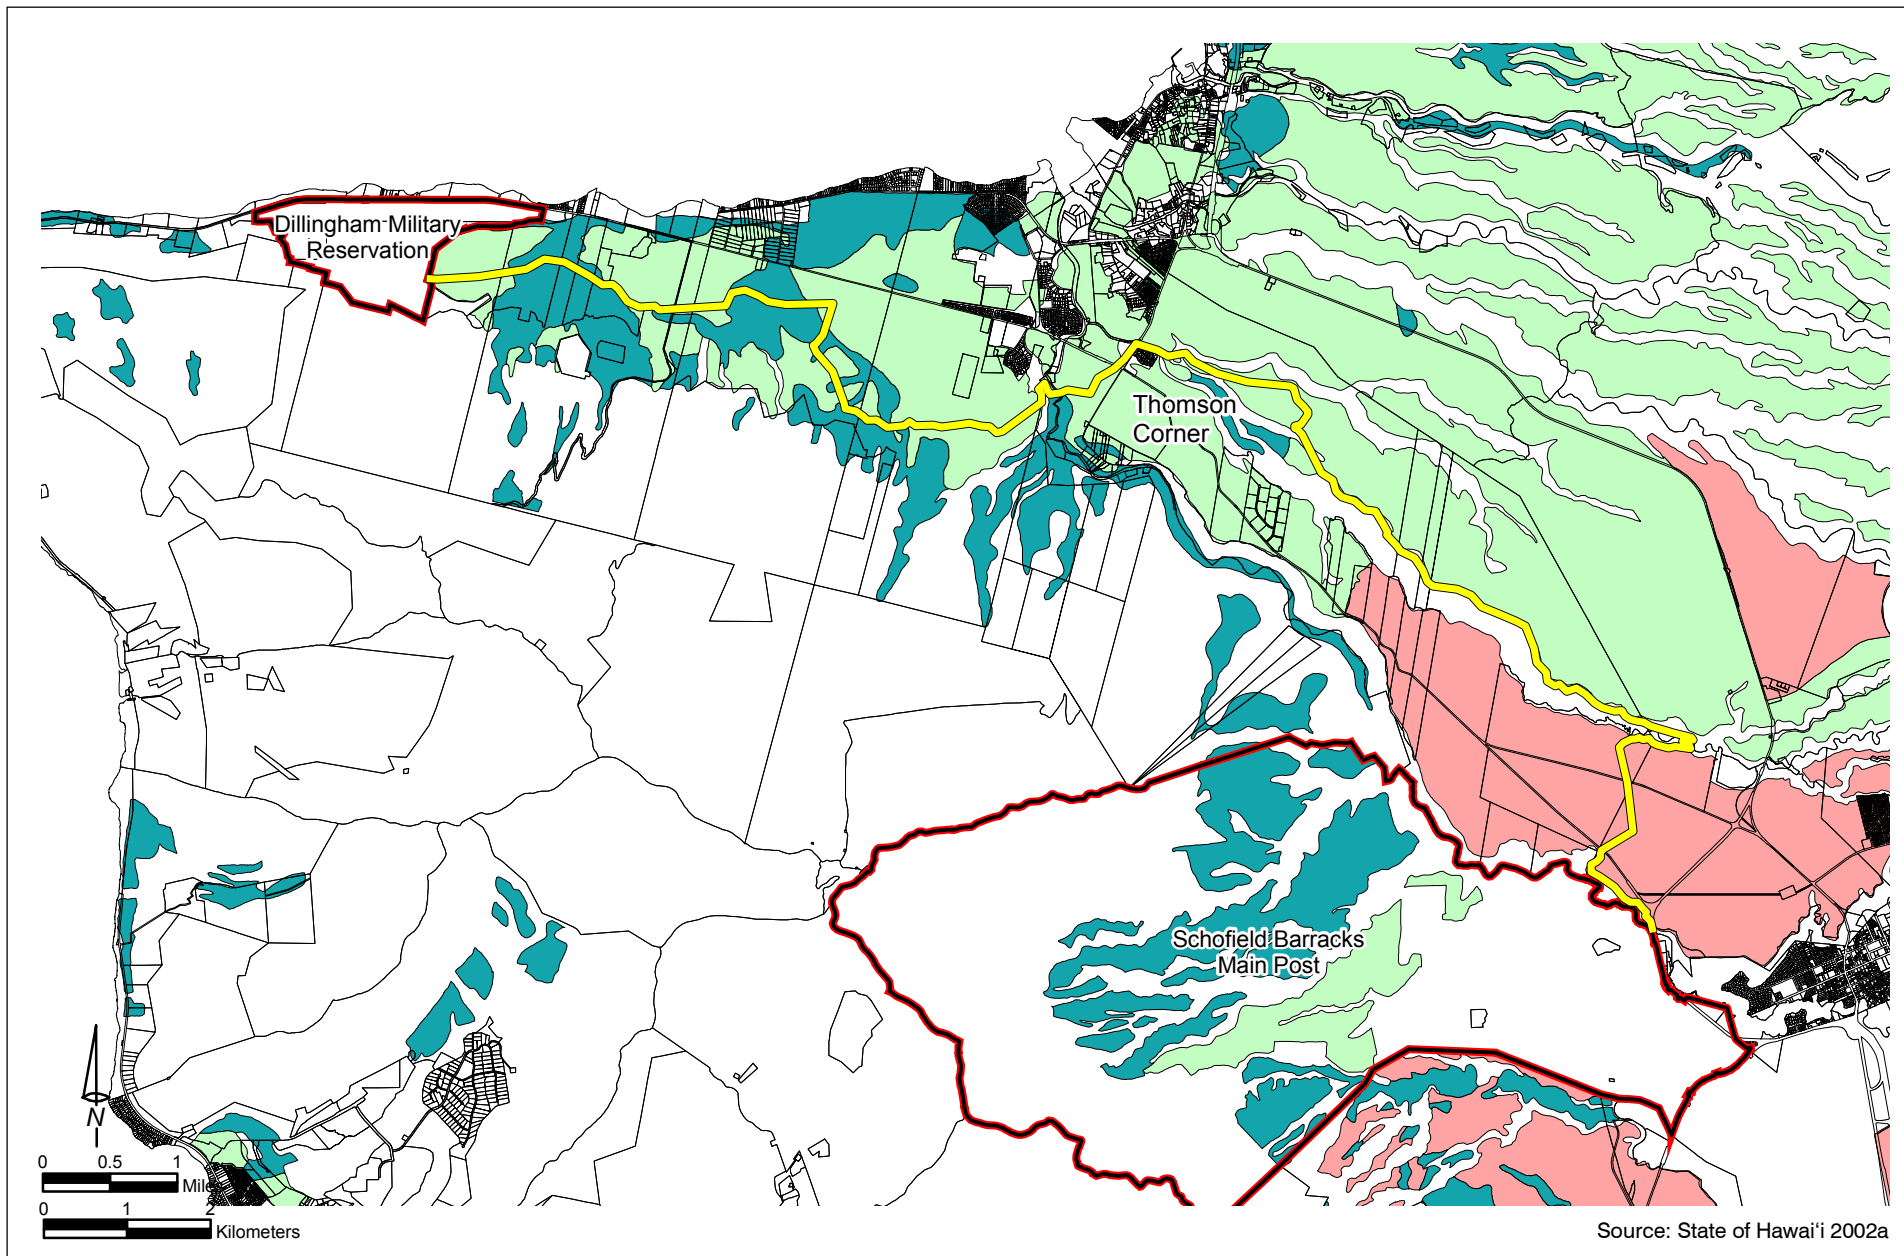 Dillingham Military
Reservation
Thomson
Corner
Schofield Barracks
Main Post
N
0 0.5 1
Miles
0 1 2
Kilometers
Source: State of Hawai‘i 2002a